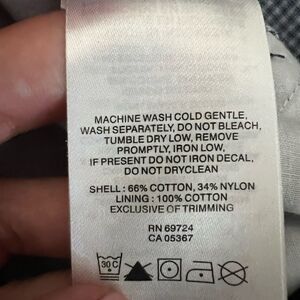 MACHINE WASH COLD GENTLE,
WASH SEPARATELY, DO NOT BLEACH,
TUMBLE DRY LOW, REMOVE
PROMPTLY, IRON LOW,
IF PRESENT DO NOT IRON DECAL,
DO NOT DRYCLEAN
SHELL : 66% COTTON, 34% NYLON
LINING : 100% COTTON
EXCLUSIVE OF TRIMMING
RN 69724
CA 05367
30 C